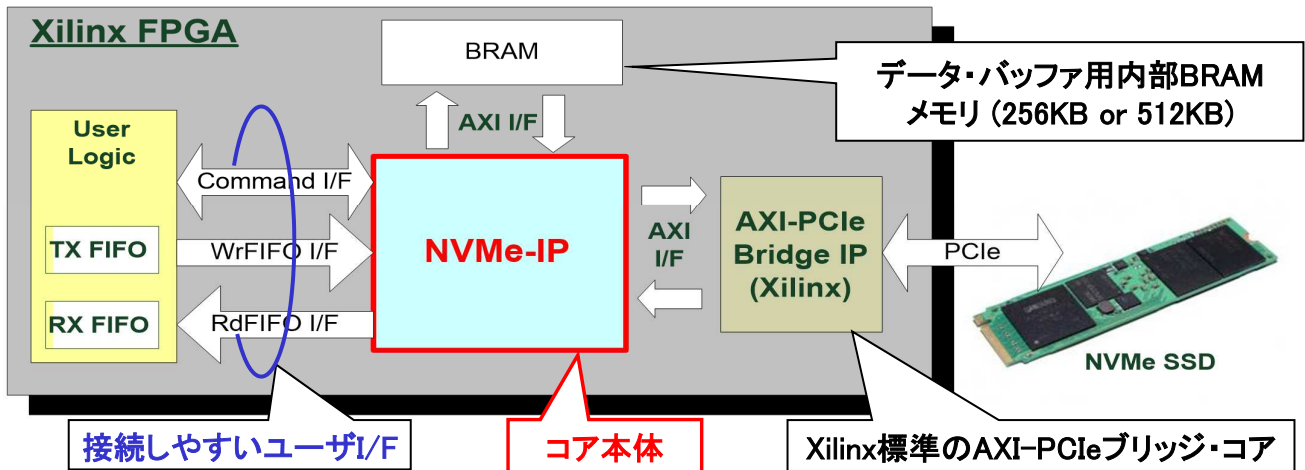 Xilinx FPGA
BRAM
データ・バッファ用内部BRAM
メモリ (256KB or 512KB)
User
Logic
AXI I/F
Command I/F
TX FIFO
WrFIFO I/F
RX FIFO
RdFIFO I/F
NVMe-IP
AXI
I/F
AXI-PCIe
Bridge IP
(Xilinx)
PCIe
NVMe SSD
接続しやすいユーザI/F
コア本体
Xilinx標準のAXI-PCIeブリッジ・コア